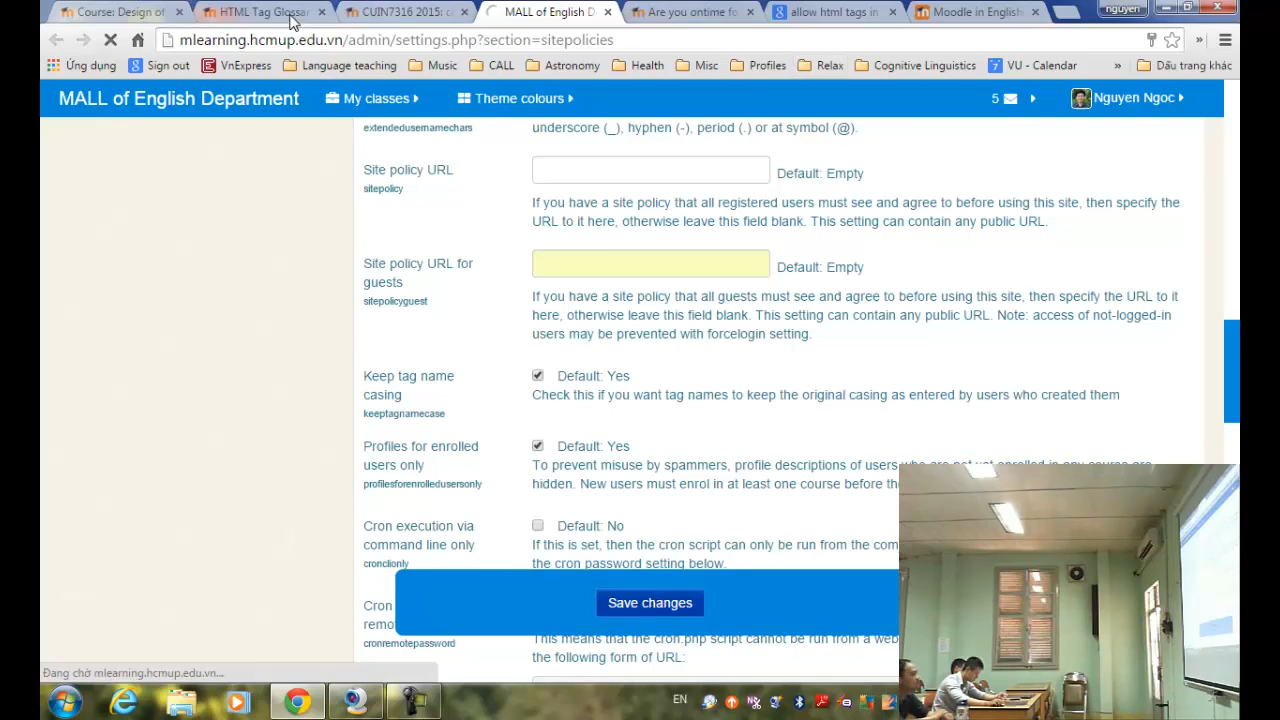 Course: Design of
HTML Tag Glossar
CUIN7316 2015: c
MALL of English D
Are you ontime fo
allow html tags in
Moodle in English
nguyen
mlearning.hcmup.edu.vn/admin/settings.php?section=sitepolicies
Ứng dụng
Sign out
VnExpress
Language teaching
Music
CALL
Astronomy
Health
Misc
Profiles
Relax
Cognitive Linguistics
VU - Calendar
»
Dấu trang khác
MALL of English Department
My classes
Theme colours
5
Nguyen Ngoc
extendedusernamechars
underscore (_), hyphen (-), period (.) or at symbol (@).
Site policy URL
sitepolicy
Default: Empty
If you have a site policy that all registered users must see and agree to before using this site, then specify the
URL to it here, otherwise leave this field blank. This setting can contain any public URL.
Site policy URL for
guests
sitepolicyguest
Default: Empty
If you have a site policy that all guests must see and agree to before using this site, then specify the URL to it
here, otherwise leave this field blank. This setting can contain any public URL. Note: access of not-logged-in
users may be prevented with forcelogin setting.
Keep tag name
casing
keeptagnamecase
Default: Yes
Check this if you want tag names to keep the original casing as entered by users who created them
Profiles for enrolled
users only
profilesforenrolledusersonly
Default: Yes
To prevent misuse by spammers, profile descriptions of users who are not yet enrolled in any course are
hidden. New users must enrol in at least one course before the
Cron execution via
command line only
cronclionly
Default: No
If this is set, then the cron script can only be run from the com
the cron password setting below.
Cron
remo
cronremotepassword
Save changes
This means that the cron.php script cannot be run from a web
the following form of URL:
Đang chờ mlearning.hcmup.edu.vn...
EN